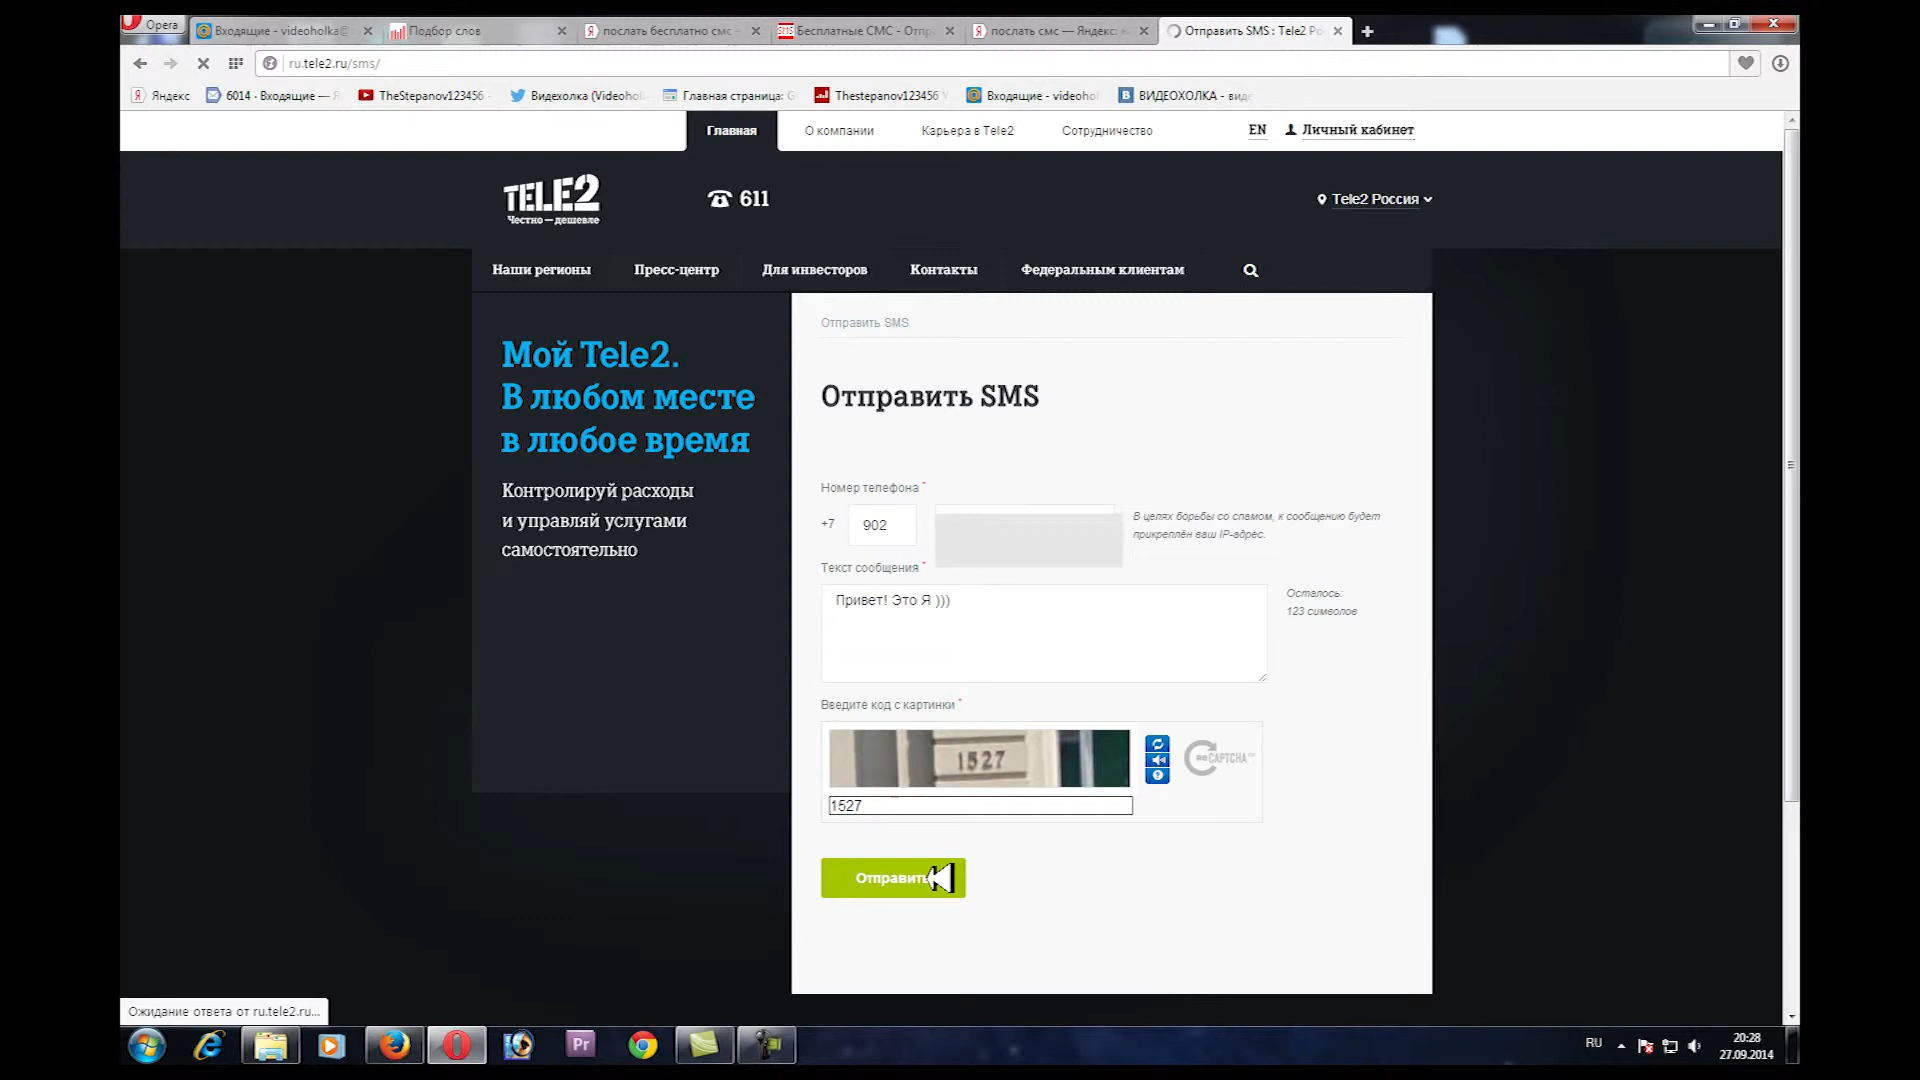 Opera
Входящие - videoholka@
Подбор слов
послать бесплатно смс -
Бесплатные СМС - Отпр
послать смс — Яндекс:
Отправить SMS : Tele2 Ро
ru.tele2.ru/sms/
Яндекс
6014 · Входящие — Я
TheStepanov123456 -
Видехолка (Videohol
Главная страница: G
Thestepanov123456 V
Входящие - videohol
ВИДЕОХОЛКА - виде
Главная
О компании
Карьера в Tele2
Сотрудничество
EN
Личный кабинет
TELE2
Честно — дешевле
611
Tele2 Россия
Наши регионы
Пресс-центр
Для инвесторов
Контакты
Федеральным клиентам
Мой Tele2.
В любом месте
в любое время
Контролируй расходы
и управляй услугами
самостоятельно
Отправить SMS
Отправить SMS
Номер телефона *
+7
902
В целях борьбы со спамом, к сообщению будет
прикреплён ваш IP-адрес.
Текст сообщения *
Привет! Это Я )))
Осталось:
123 символов
Введите код с картинки *
1527
reCAPTCHA
1527
Отправить
Ожидание ответа от ru.tele2.ru...
Pr
RU
20:28
27.09.2014